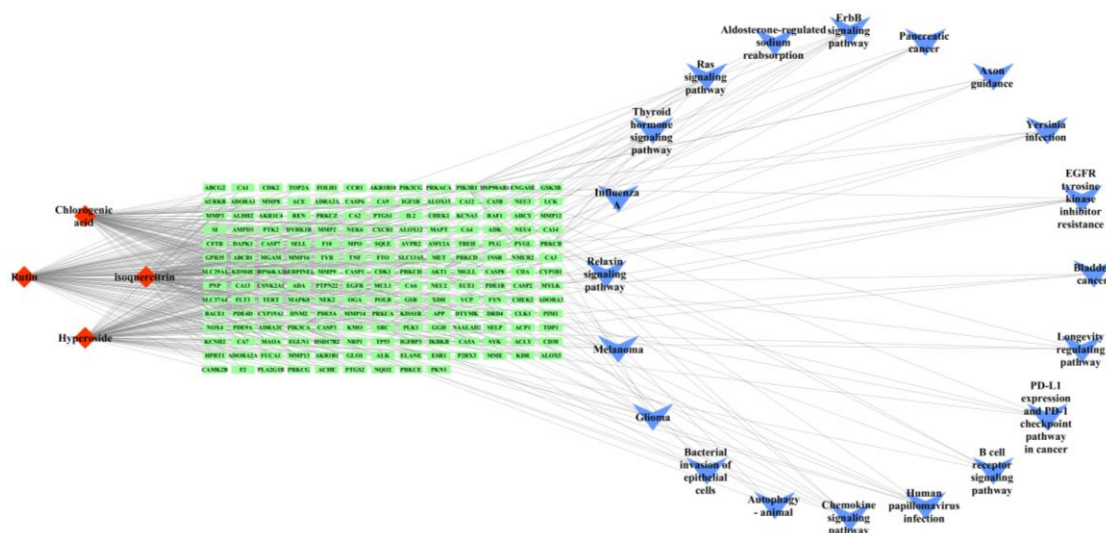 ErbB
signaling
pathway
Aldosterone-regulated
sodium
reabsorption
Pancreatic
cancer
Ras
signaling
pathway
Axon
guidance
Thyroid
hormone
signaling
pathway
Yersinia
infection
Influenza
A
EGFR
tyrosine
kinase
inhibitor
resistance
Chlorogenic
acid
Rutin
Isoquercitrin
Hyperoside
ABCG2 CA1 CDK2 TOP2A FOLH1 CCR1 AKR1B10 PIK3CG PRKACA PIK3R1 HSP90AB1 ENGASE GSK3B
AURKB ADORA1 MMP8 ACE ADRA2A CASP6 CA9 IGF1R ALOX15 CA12 CA5B NEU3 LCK
MMP3 ALDH2 AKR1C4 REN PRKCZ CA2 PTGS1 IL2 CHEK1 KCNA3 RAF1 AHCY MMP12
SI AMPD3 PTK2 DYRK1B MMP2 NEK6 CXCR1 ALOX12 MAPT CA4 ADK NEU4 CA14
CFTR DAPK1 CASP7 SELL F10 MPO SQLE AVPR2 AMY2A TREH PLG PYGL PRKCB
GPR35 ABCB1 MGAM MMP16 TYR TNF FTO SLC13A5 MET PRKCD INSR NMUR2 CA3
SLC29A1 KDM4E RPS6KA3 SERPINE1 MMP9 CASP1 CDK1 PRKCH AKT1 MGLL CASP8 CDA CYP1B1
PNP CA13 CSNK2A1 ADA PTPN22 EGFR MCL1 CA6 NEU2 ECE1 PDE1B CASP2 MYLK
SLC37A4 FLT3 TERT MAPK8 NEK2 OGA POLB GSR XDH VCP FYN CHEK2 ADORA3
BACE1 PDE4D CYP19A1 DNM2 PDE5A MMP14 PRKCA KISS1R APP DTYMK DRD4 CLK1 PIM1
NOX4 PDE9A ADRA2C PIK3CA CASP3 KMO SRC PLK1 GGH NAALAD2 SELP ACP1 TDP1
KCNH2 CA7 MAOA EGLN1 HSD17B2 NRP1 TP53 IGFBP3 IKBKB CA5A SYK ACLY CD38
HPRT1 ADORA2A FUCA1 MMP13 AKR1B1 GLO1 ALK ELANE ESR1 P2RX3 MME KDR ALOX5
CAMK2B F2 PLA2G1B PRKCG ACHE PTGS2 NQO2 PRKCE PKN1
Relaxin
signaling
pathway
Bladder
cancer
Melanoma
Longevity
regulating
pathway
Glioma
PD-L1
expression
and PD-1
checkpoint
pathway
in cancer
Bacterial
invasion of
epithelial
cells
B cell
receptor
signaling
pathway
Autophagy
- animal
Chemokine
signaling
pathway
Human
papillomavirus
infection